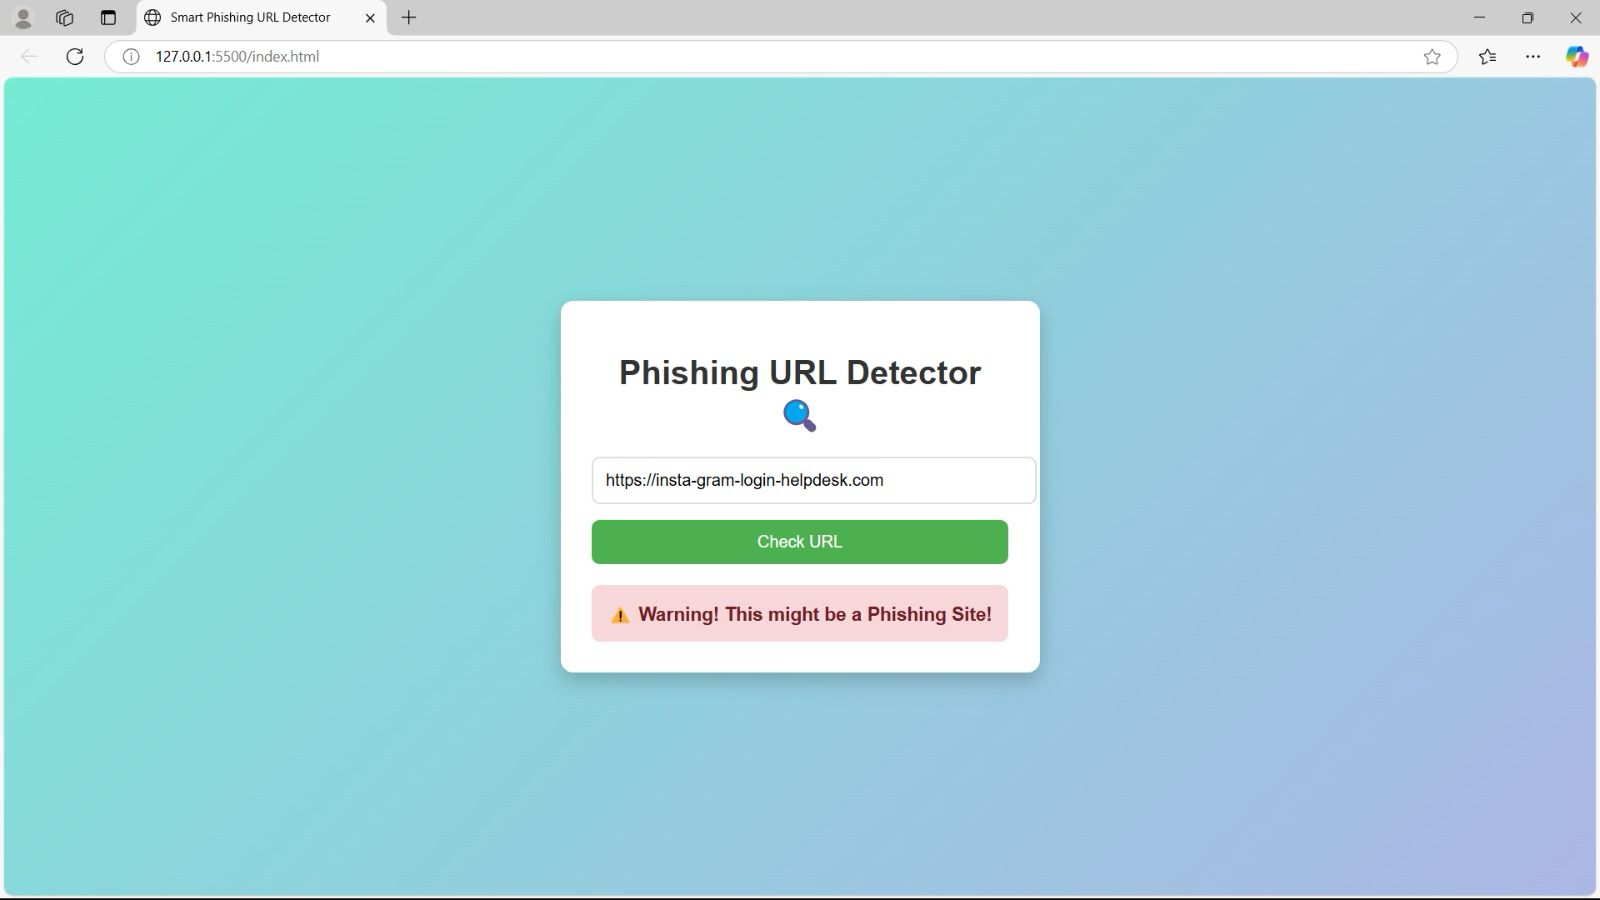 Smart Phishing URL Detector
127.0.0.1:5500/index.html
Phishing URL Detector
https://insta-gram-login-helpdesk.com
Check URL
Warning! This might be a Phishing Site!